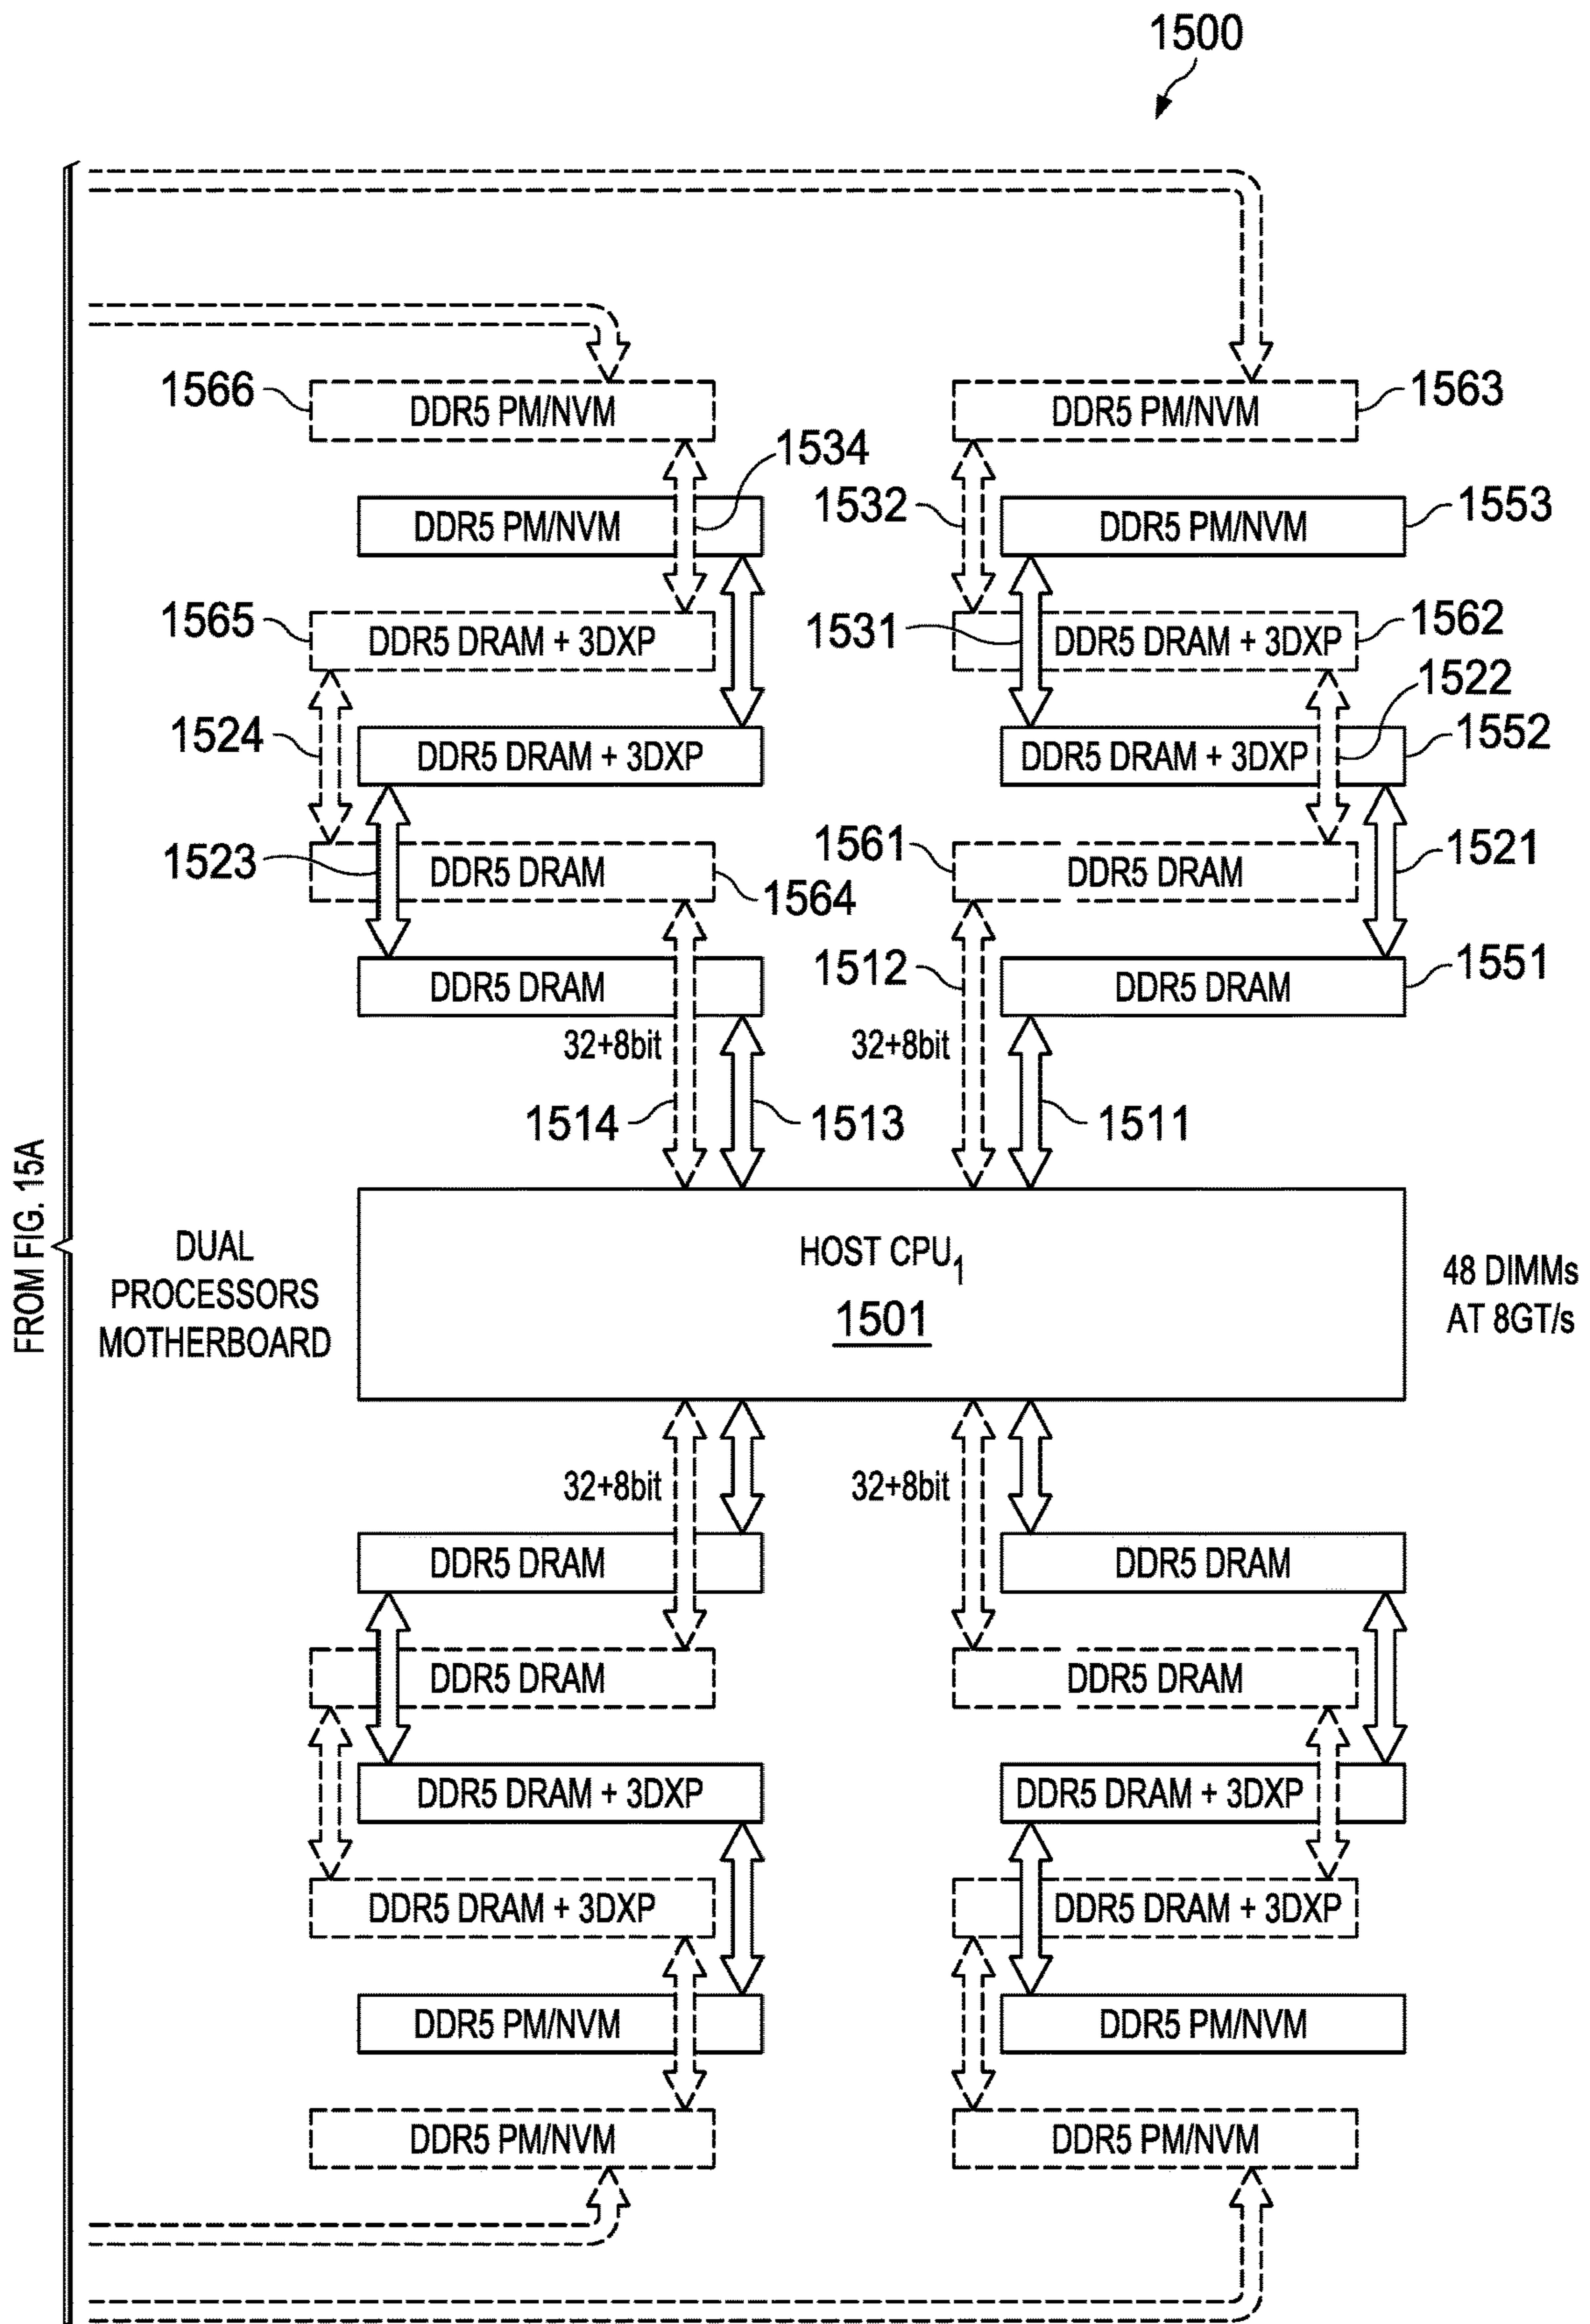 1500
1566
DDR5 PM/NVM
DDR5 PM/NVM
1563
1534
DDR5 PM/NVM
1532
DDR5 PM/NVM
1553
1565
DDR5 DRAM + 3DXP
1531
DDR5 DRAM + 3DXP
1562
1522
1524
DDR5 DRAM + 3DXP
DDR5 DRAM + 3DXP
1552
1523
DDR5 DRAM
1564
1561
DDR5 DRAM
1521
DDR5 DRAM
1512
DDR5 DRAM
1551
32+8bit
32+8bit
1514
1513
1511
FROM FIG. 15A
DUAL
PROCESSORS
MOTHERBOARD
HOST CPU1
1501
48 DIMMs
AT 8GT/s
32+8bit
32+8bit
DDR5 DRAM
DDR5 DRAM
DDR5 DRAM
DDR5 DRAM
DDR5 DRAM + 3DXP
DDR5 DRAM + 3DXP
DDR5 DRAM + 3DXP
DDR5 DRAM + 3DXP
DDR5 PM/NVM
DDR5 PM/NVM
DDR5 PM/NVM
DDR5 PM/NVM